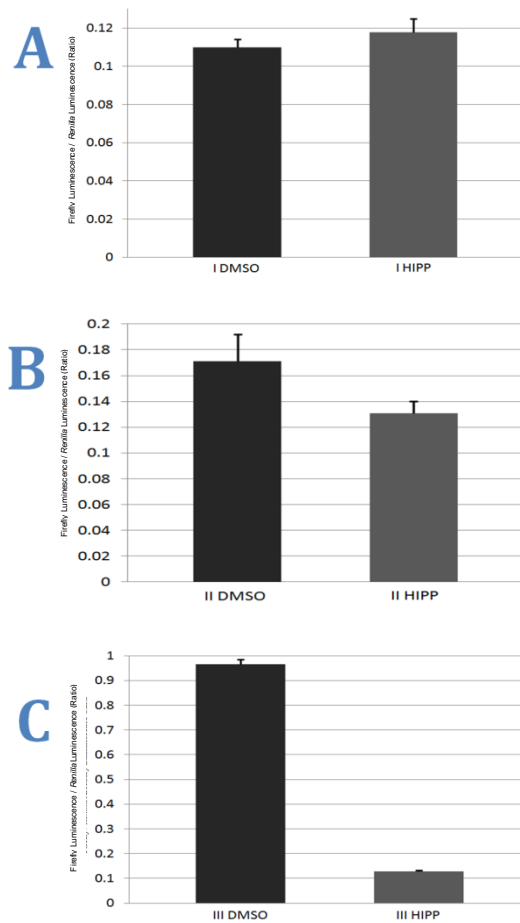 A
Firefly Luminescence / Renilla Luminescence (Ratio)
0.12
0.1
0.08
0.06
0.04
0.02
0
I DMSO
I HIPP
B
Firefly Luminescence / Renilla Luminescence (Ratio)
0.2
0.18
0.16
0.14
0.12
0.1
0.08
0.06
0.04
0.02
0
II DMSO
II HIPP
C
Firefly Luminescence / Renilla Luminescence (Ratio)
1
0.9
0.8
0.7
0.6
0.5
0.4
0.3
0.2
0.1
0
III DMSO
III HIPP